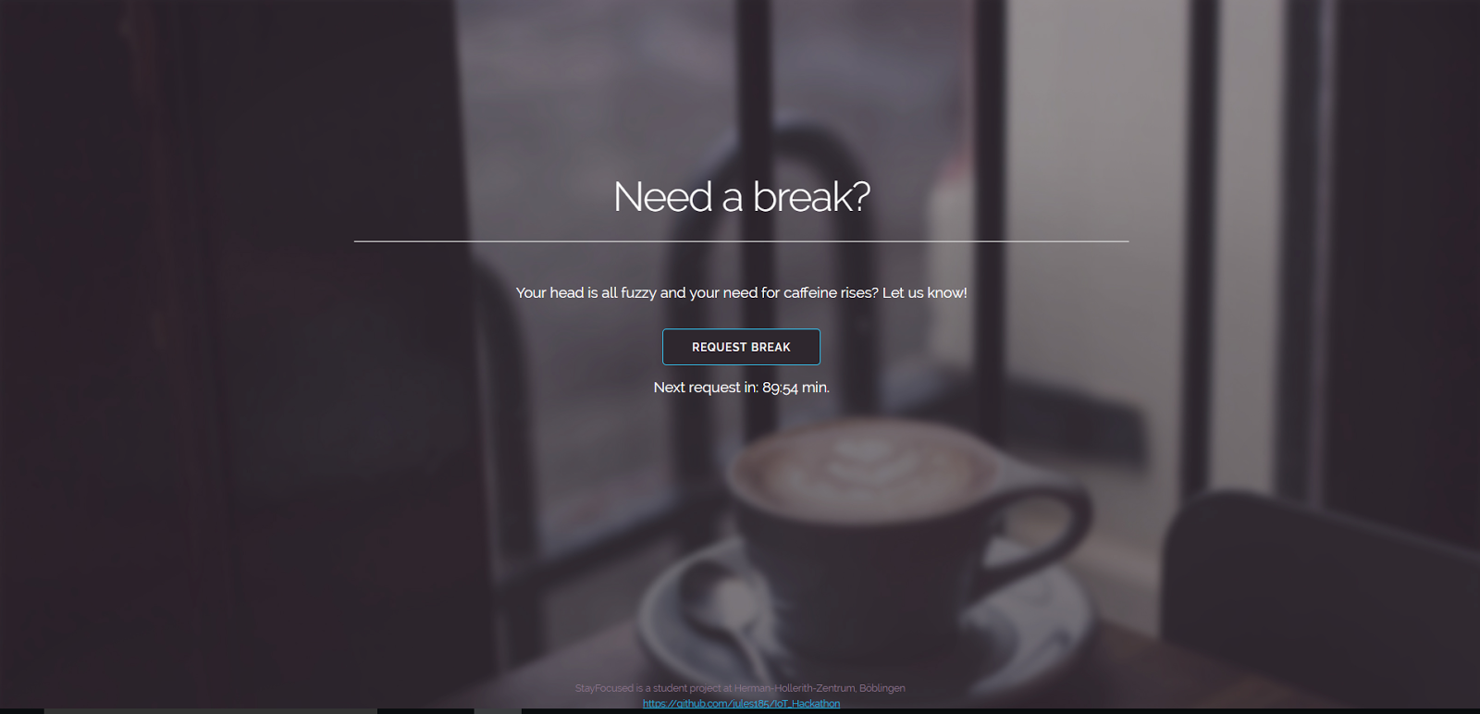 Need a break?
Your head is all fuzzy and your need for caffeine rises? Let us know!
REQUEST BREAK
Next request in: 89:54 min.
StayFocused is a student project at Herman-Hollerith-Zentrum, Böblingen
https://github.com/jules185/IoT_Hackathon